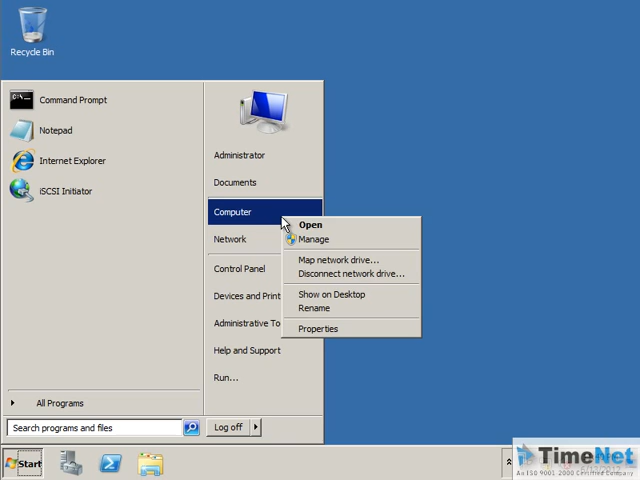 Recycle Bin
Command Prompt
Notepad
Internet Explorer
iSCSI Initiator
Administrator
Documents
Computer
Network
Control Panel
Devices and Print
Administrative To
Help and Support
Run...
Open
Manage
Map network drive...
Disconnect network drive...
Show on Desktop
Rename
Properties
All Programs
Search programs and files
Log off
Start
TimeNet
An ISO 9001:2000 Certified Company